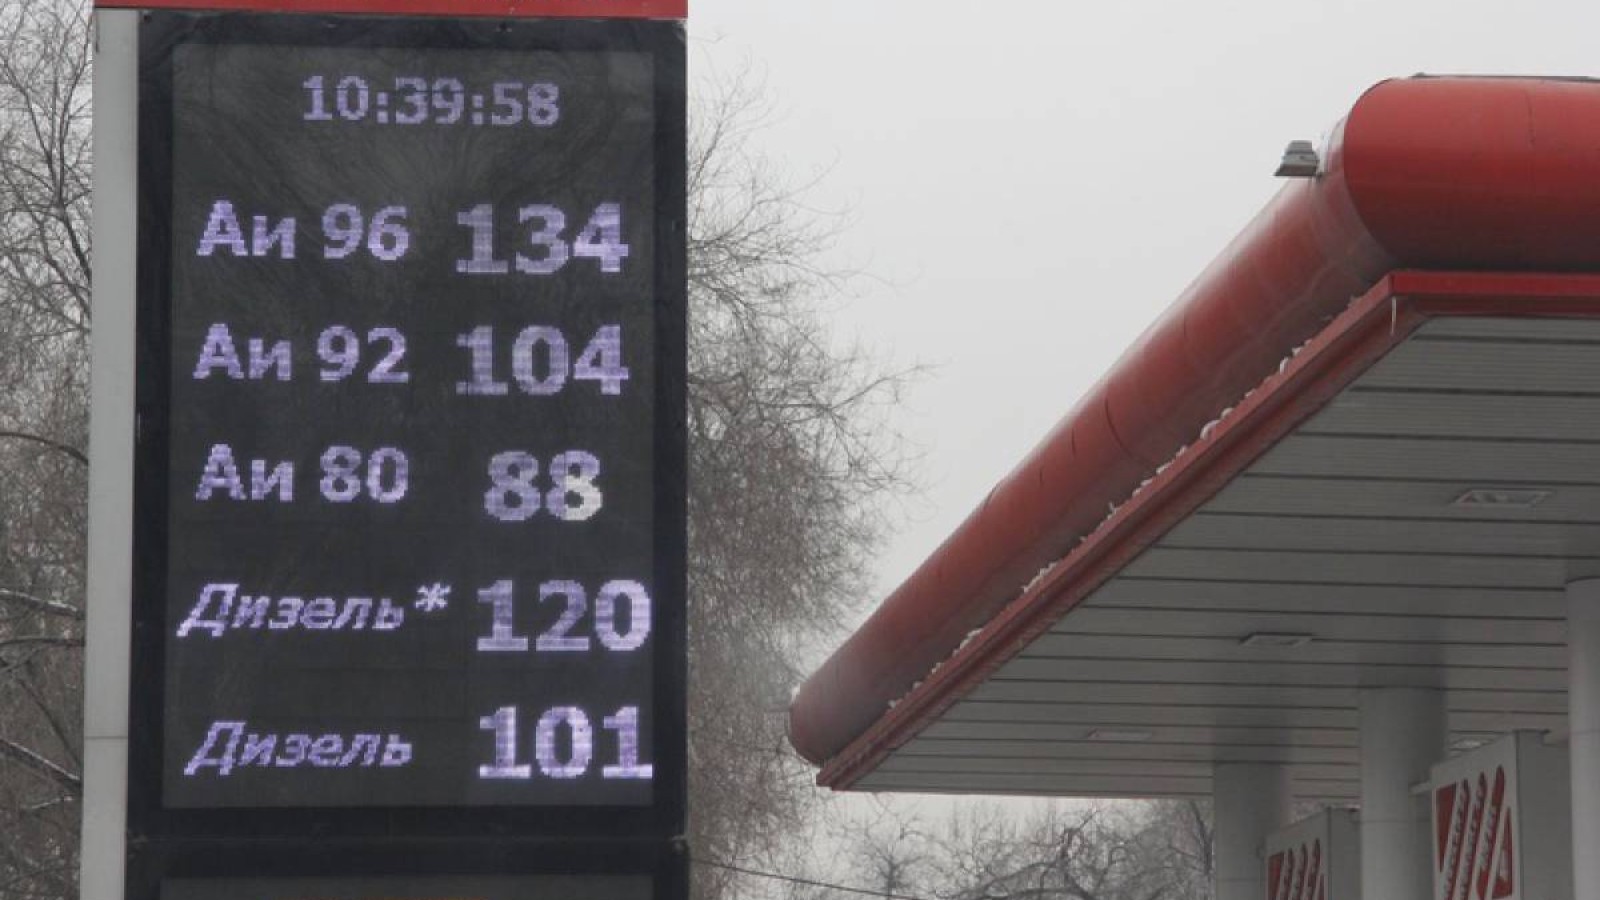 10:39:58
Аи 96 134
Аи 92 104
Аи 80 88
Дизель* 120
Дизель 101